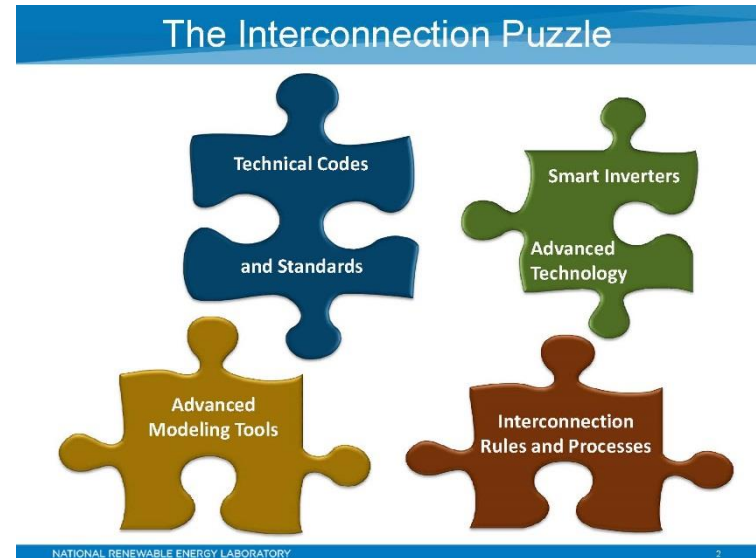 The Interconnection Puzzle
Technical Codes
and Standards
Smart Inverters
Advanced
Technology
Advanced
Modeling Tools
Interconnection
Rules and Processes
NATIONAL RENEWABLE ENERGY LABORATORY
2